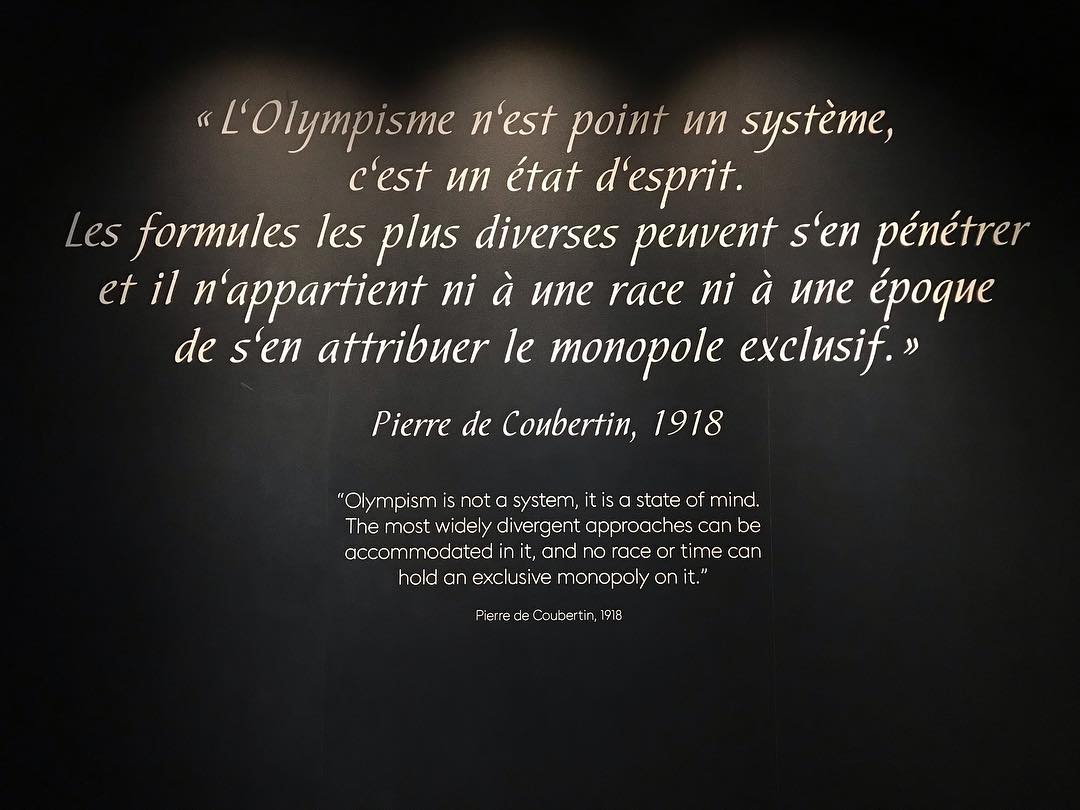 « L‘Olympisme n‘est point un système,
c‘est un état d‘esprit.
Les formules les plus diverses peuvent s‘en pénétrer
et il n‘appartient ni à une race ni à une époque
de s‘en attribuer le monopole exclusif. »
Pierre de Coubertin, 1918
“Olympism is not a system, it is a state of mind.
The most widely divergent approaches can be
accommodated in it, and no race or time can
hold an exclusive monopoly on it.”
Pierre de Coubertin, 1918